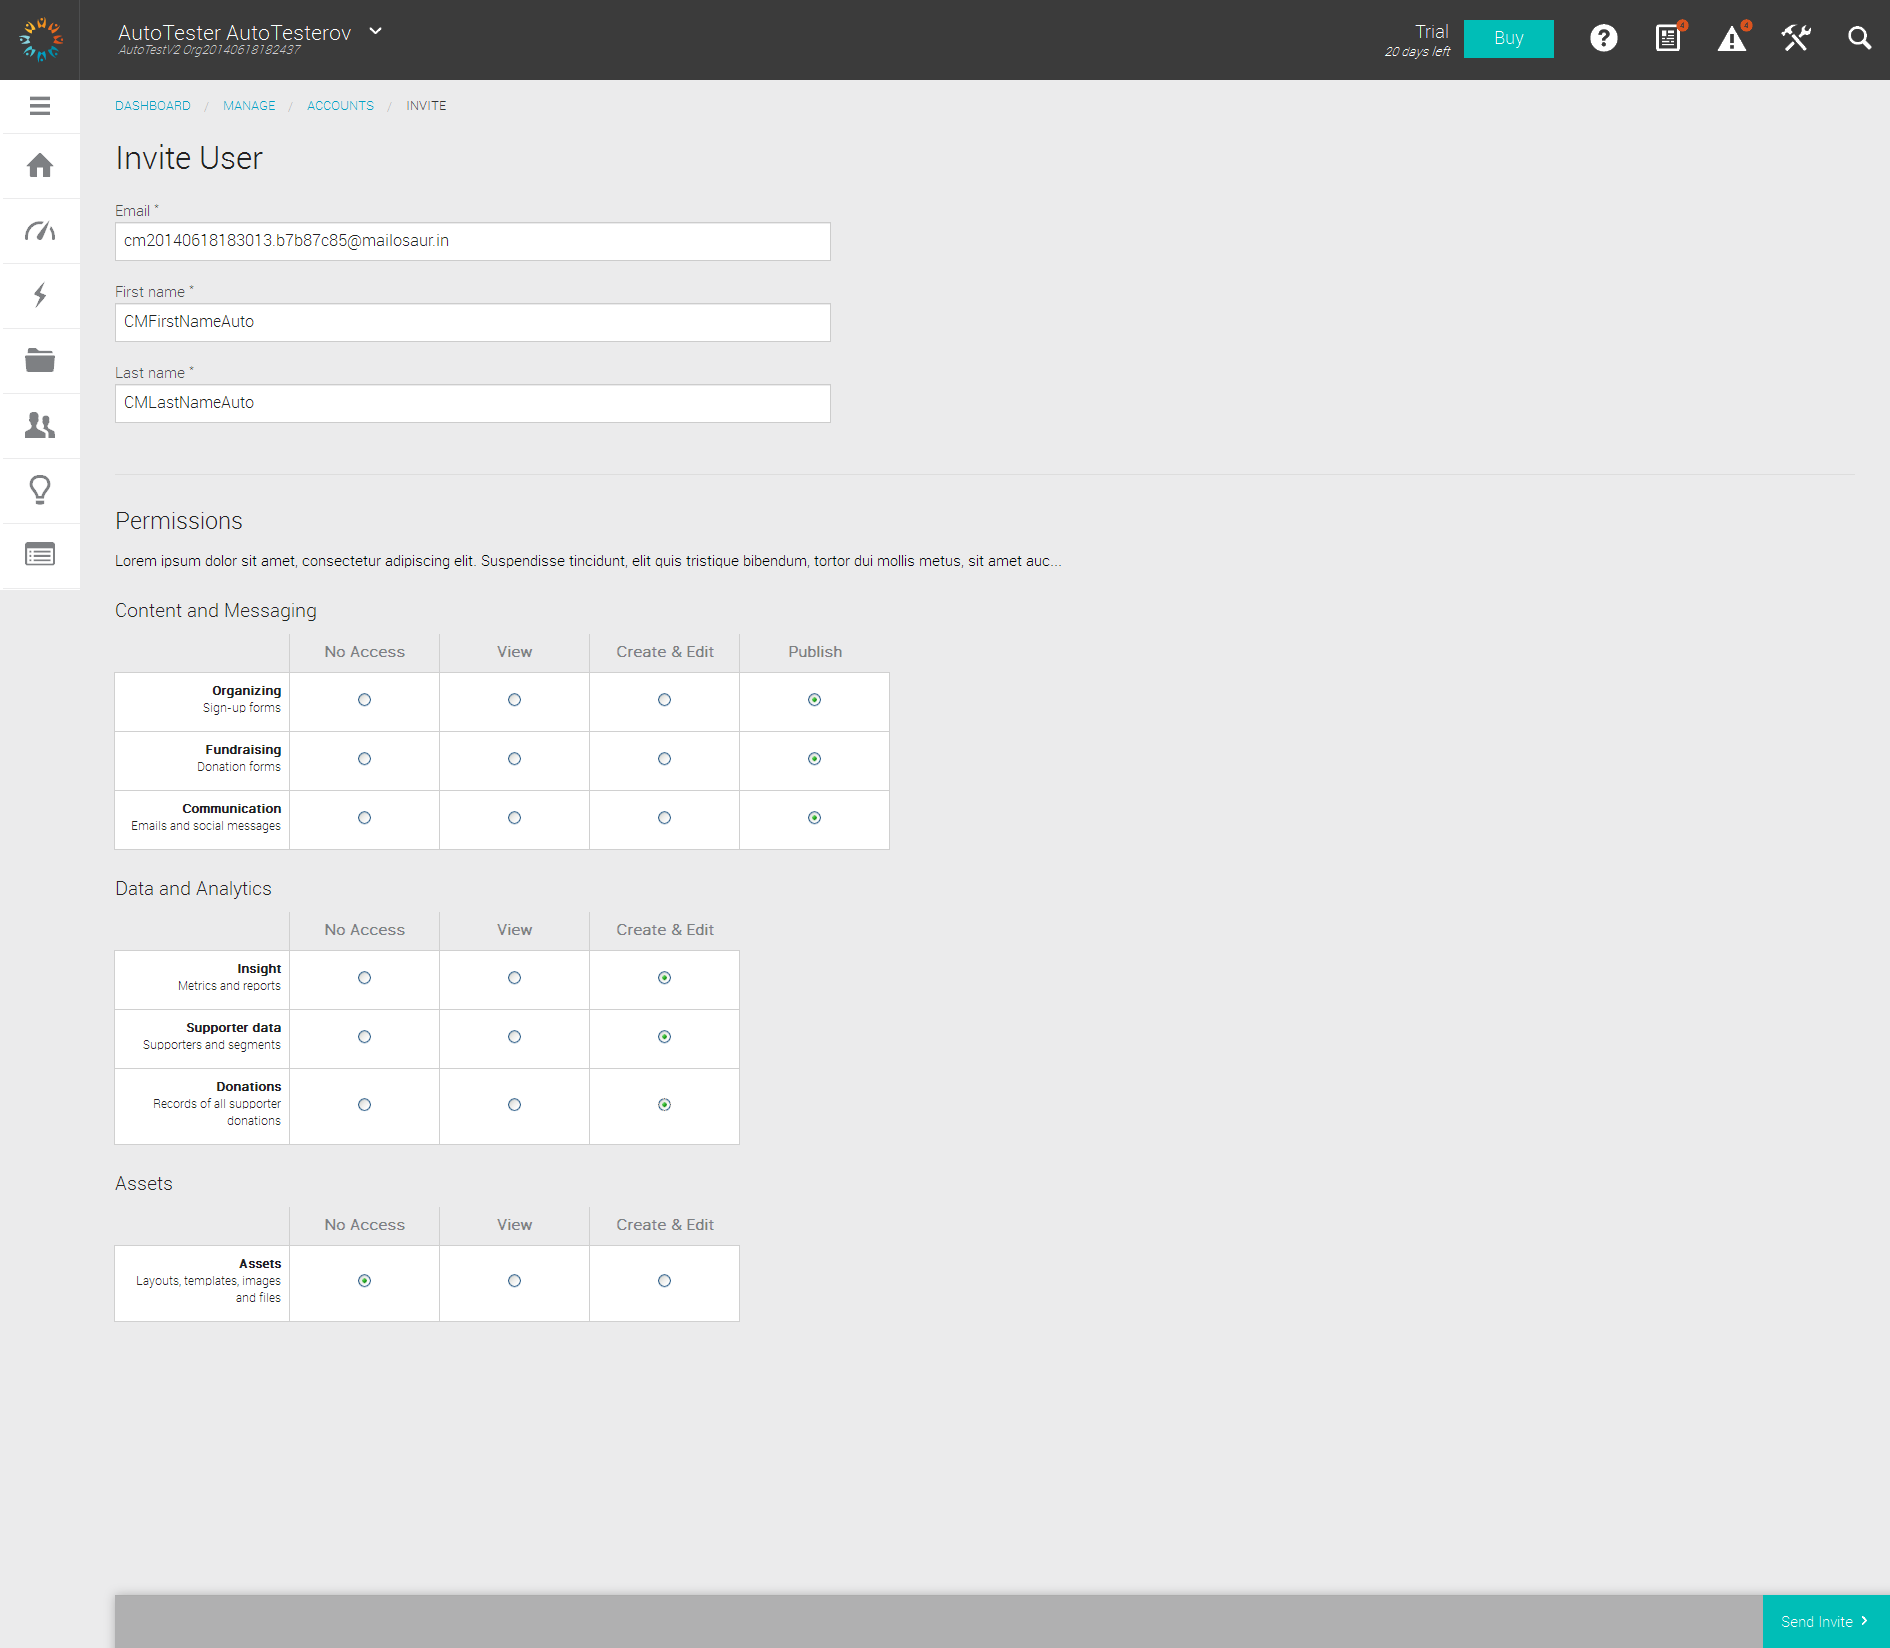 AutoTester AutoTesterov
AutoTestV2 Org20140618182437
Trial
20 days left
Buy
4
4
DASHBOARD / MANAGE / ACCOUNTS / INVITE
Invite User
Email *
cm20140618183013.b7b87c85@mailosaur.in
First name *
CMFirstNameAuto
Last name *
CMLastNameAuto
Permissions
Lorem ipsum dolor sit amet, consectetur adipiscing elit. Suspendisse tincidunt, elit quis tristique bibendum, tortor dui mollis metus, sit amet auc...
Content and Messaging
No Access View Create & Edit Publish
Organizing
Sign-up forms
Fundraising
Donation forms
Communication
Emails and social messages
Data and Analytics
No Access View Create & Edit
Insight
Metrics and reports
Supporter data
Supporters and segments
Donations
Records of all supporter
donations
Assets
No Access View Create & Edit
Assets
Layouts, templates, images
and files
Send Invite